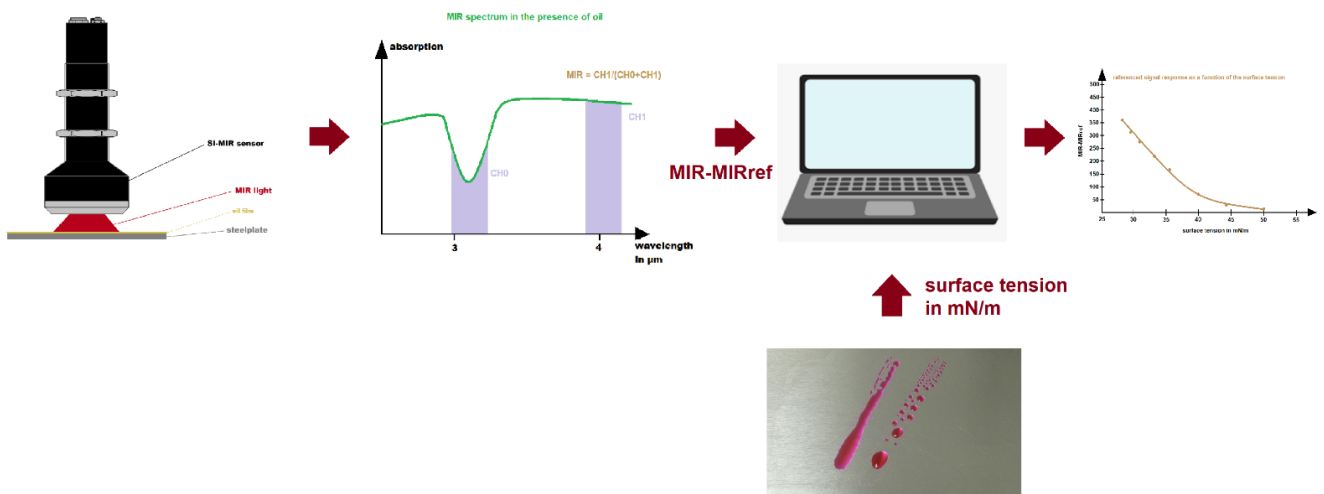 SI-MIR sensor
MIR light
oil film
steelplate
MIR spectrum in the presence of oil
absorption
MIR = CH1/(CH0+CH1)
CH1
CH0
3
4
wavelength
in µm
MIR-MIRref
surface tension
in mN/m
referenced signal response as a function of the surface tension
MIR-MIRref
500
450
400
350
300
250
200
150
100
50
25
30
35
40
45
50
55
surface tension in mN/m